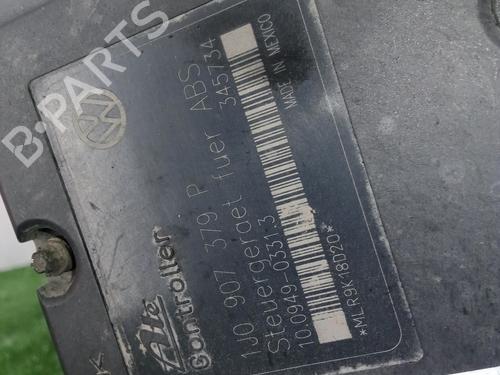 B-PARTS
Ate
Controller
1J0 907 379 P
Steuergeraet fuer ABS
10.0949-0331.3 345734
*MLR9K18D20*
MADE IN MEXICO